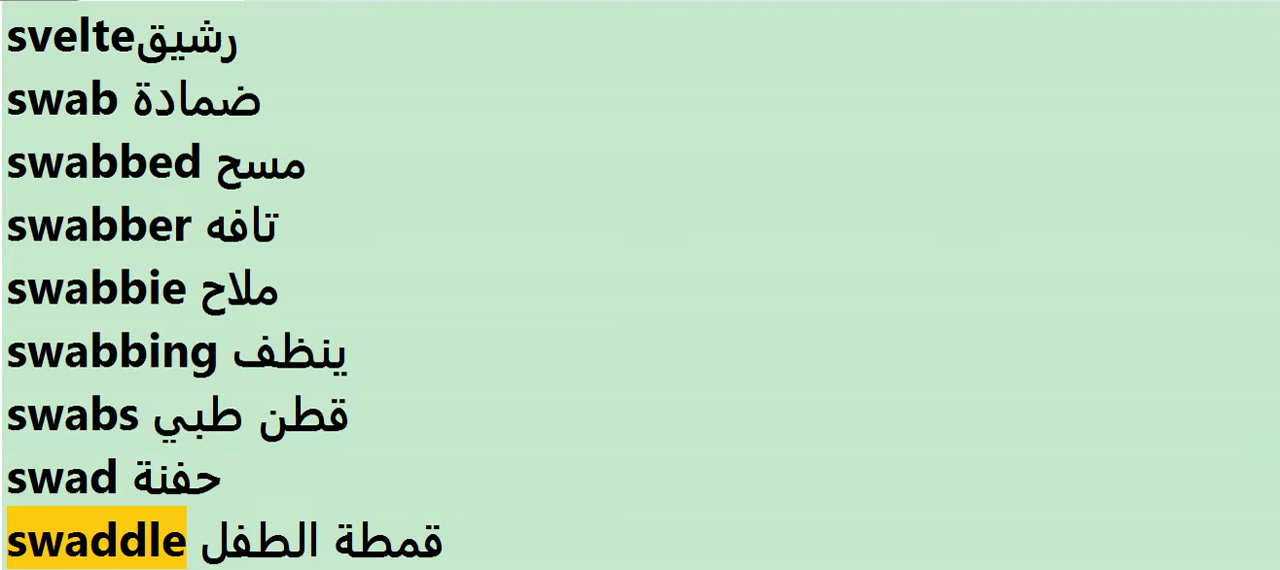 svelteرشيق
swab ضمادة
swabbed مسح
swabber تافه
swabbie ملاح
swabbing ينظف
swabs قطن طبي
swad حفنة
swaddle قمطة الطفل